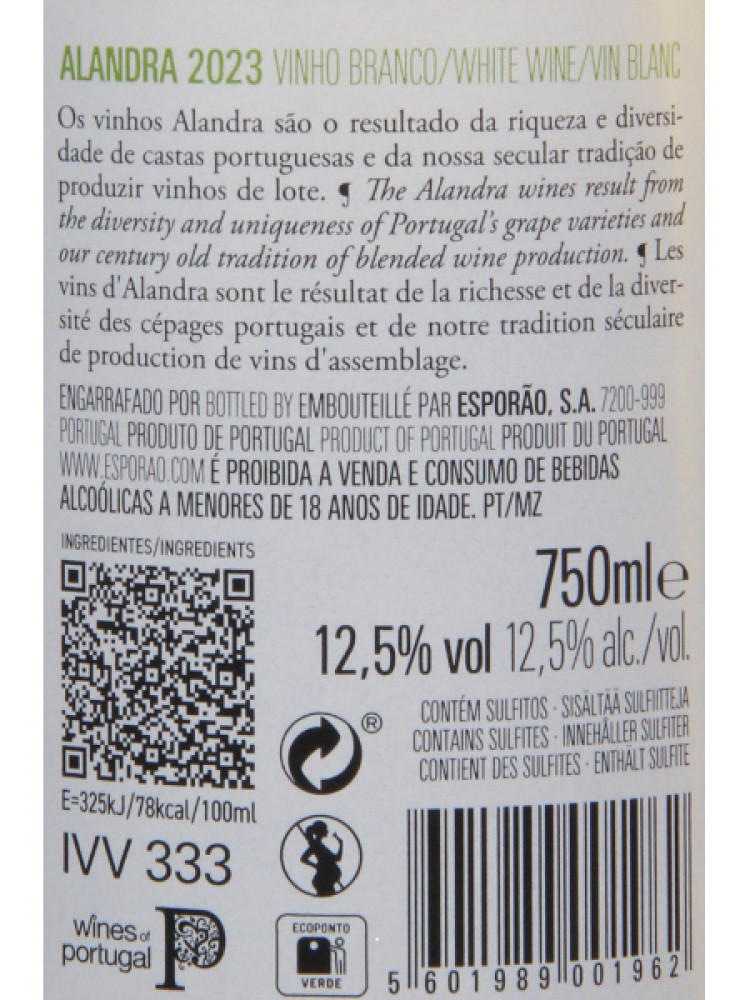 ALANDRA 2023 VINHO BRANCO/WHITE WINE/VIN BLANC
Os vinhos Alandra são o resultado da riqueza e diversi-
dade de castas portuguesas e da nossa secular tradição de
produzir vinhos de lote. ¶ The Alandra wines result from
the diversity and uniqueness of Portugal's grape varieties and
our century old tradition of blended wine production. ¶ Les
vins d'Alandra sont le résultat de la richesse et de la diver-
sité des cépages portugais et de notre tradition séculaire
de production de vins d'assemblage.
ENGARRAFADO POR BOTTLED BY EMBOUTEILLÉ PAR ESPORÃO, S.A. 7200-999
PORTUGAL PRODUTO DE PORTUGAL PRODUCT OF PORTUGAL PRODUIT DU PORTUGAL
WWW.ESPORAO.COM É PROIBIDA A VENDA E CONSUMO DE BEBIDAS
ALCOÓLICAS A MENORES DE 18 ANOS DE IDADE. PT/MZ
INGREDIENTES/INGREDIENTS
750ml e
12,5% vol 12,5% alc./vol.
CONTÉM SULFITOS · SISÄLTÄÄ SULFIITTEJA
CONTAINS SULFITES · INNEHÅLLER SULFITER
CONTIENT DES SULFITES · ENTHÄLT SULFITE
®
E=325kJ/78kcal/100ml
IVV 333
wines of
portugal
P
ECOPONTO
VERDE
5 601989 001962